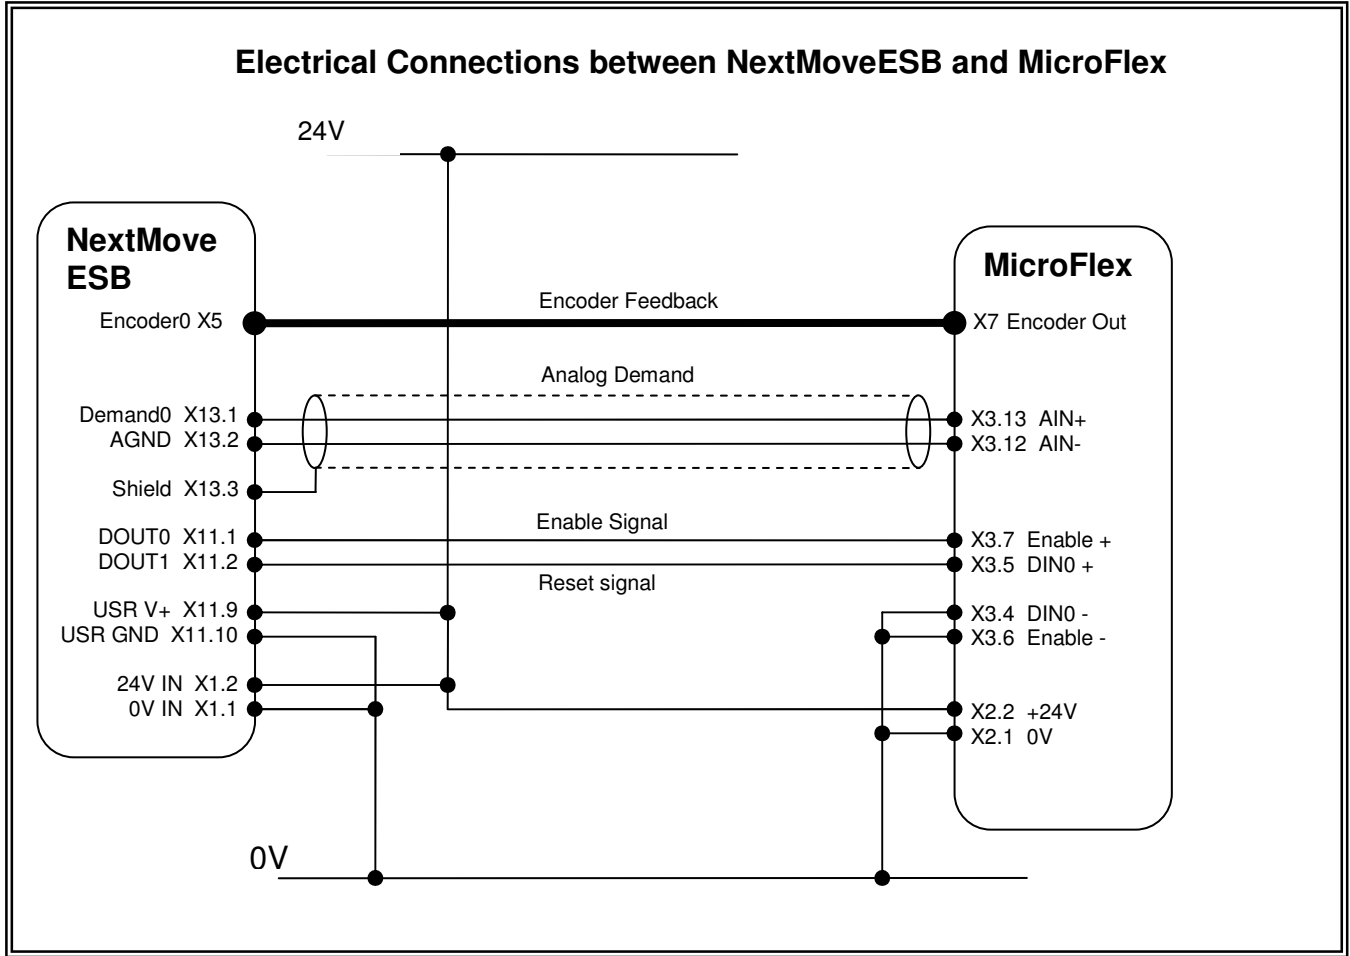 Electrical Connections between NextMoveESB and MicroFlex
24V
NextMove
ESB
MicroFlex
Encoder Feedback
Encoder0 X5
X7 Encoder Out
Analog Demand
Demand0 X13.1
AGND X13.2
X3.13 AIN+
X3.12 AIN-
Shield X13.3
Enable Signal
DOUT0 X11.1
DOUT1 X11.2
X3.7 Enable +
X3.5 DIN0 +
Reset signal
USR V+ X11.9
USR GND X11.10
X3.4 DIN0 -
X3.6 Enable -
24V IN X1.2
0V IN X1.1
X2.2 +24V
X2.1 0V
0V